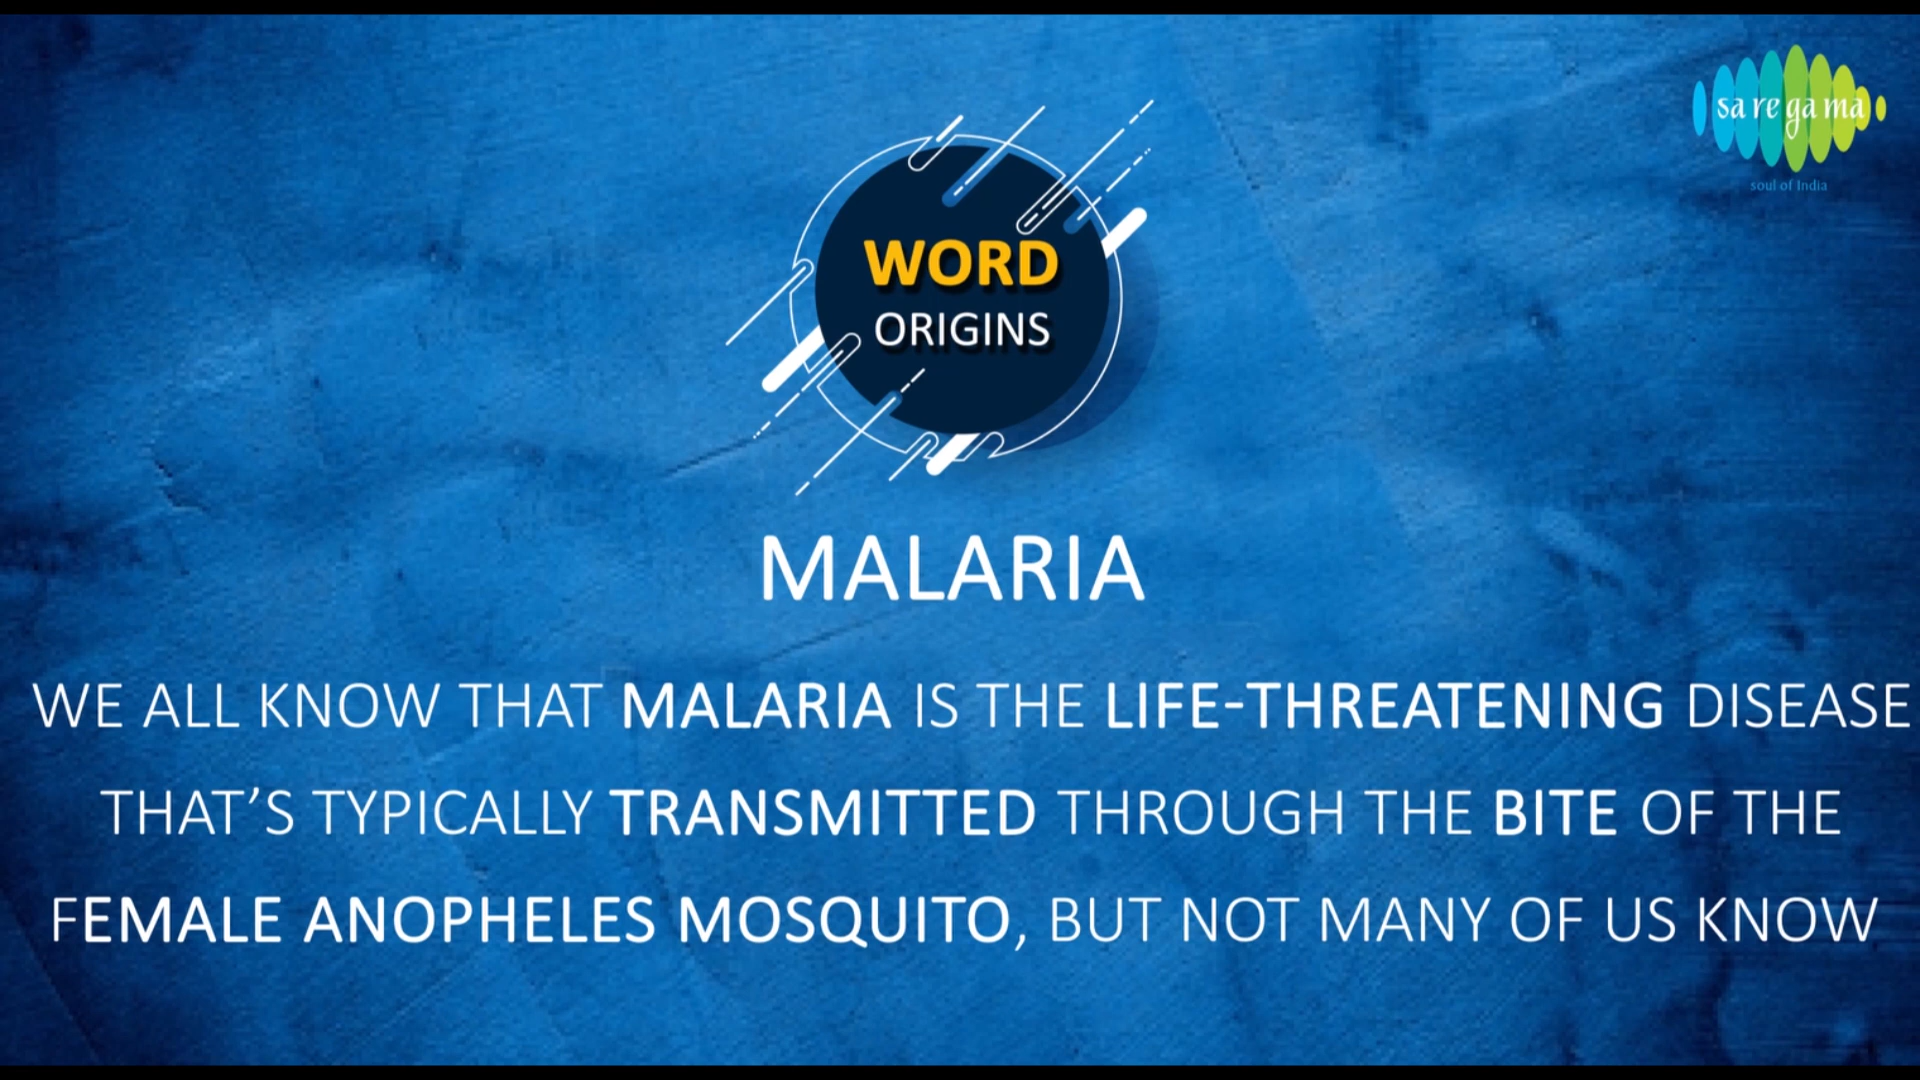 sa re ga ma
soul of India
WORD
ORIGINS
MALARIA
WE ALL KNOW THAT MALARIA IS THE LIFE-THREATENING DISEASE
THAT’S TYPICALLY TRANSMITTED THROUGH THE BITE OF THE
FEMALE ANOPHELES MOSQUITO, BUT NOT MANY OF US KNOW